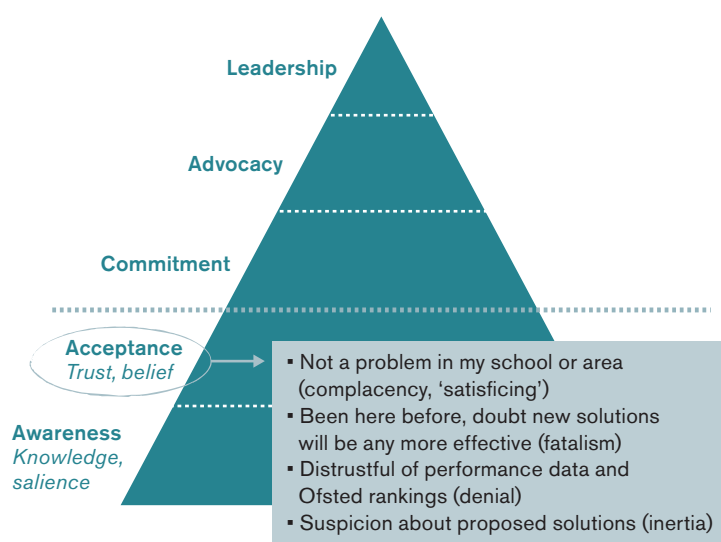 Leadership
Advocacy
Commitment
Acceptance
Trust, belief
Awareness
Knowledge,
salience
▪ Not a problem in my school or area
(complacency, ‘satisficing’)
▪ Been here before, doubt new solutions
will be any more effective (fatalism)
▪ Distrustful of performance data and
Ofsted rankings (denial)
▪ Suspicion about proposed solutions (inertia)